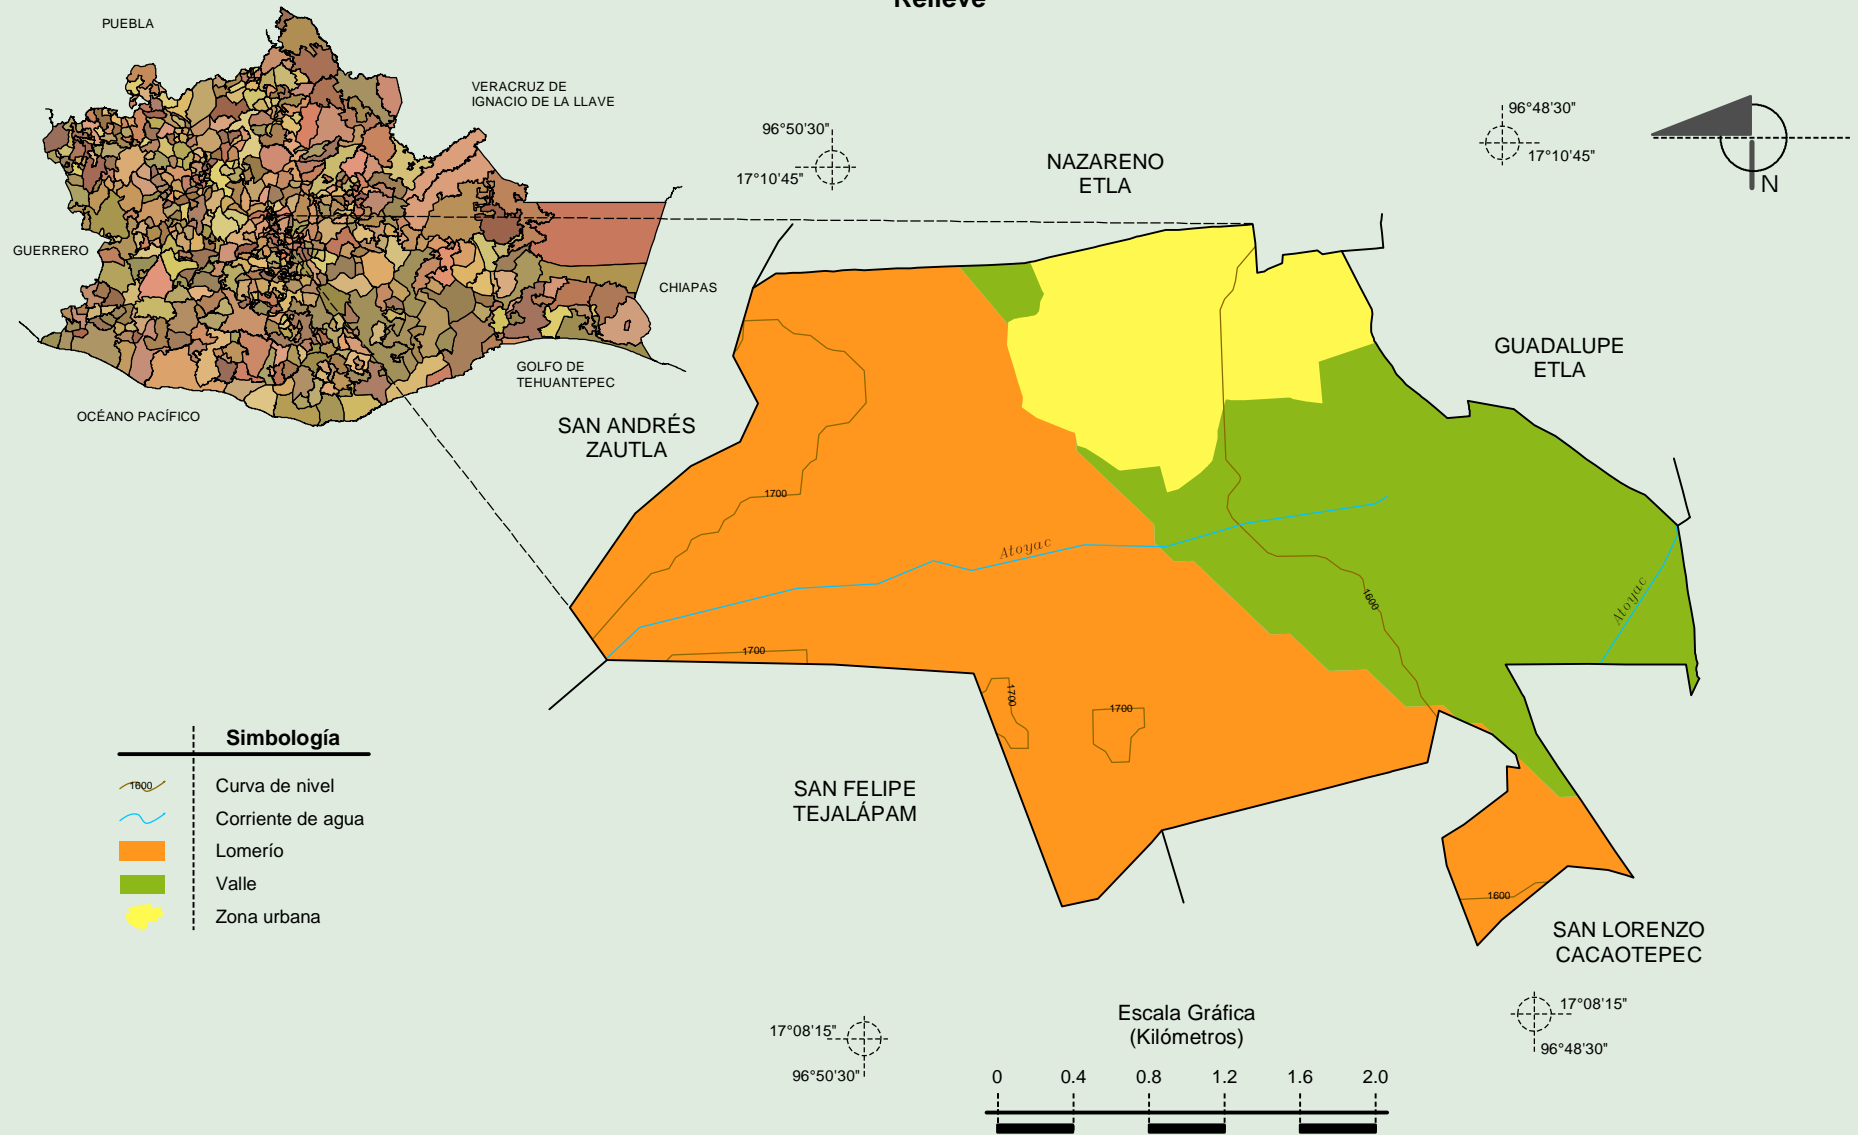 Relieve
PUEBLA
VERACRUZ DE
IGNACIO DE LA LLAVE
GUERRERO
CHIAPAS
GOLFO DE
TEHUANTEPEC
OCÉANO PACÍFICO
96°50'30"
17°10'45"
96°48'30"
17°10'45"
N
NAZARENO
ETLA
GUADALUPE
ETLA
SAN ANDRÉS
ZAUTLA
1700
Atoyac
1600
Atoyac
1700
1700
1700
1600
SAN FELIPE
TEJALÁPAM
SAN LORENZO
CACAOTEPEC
Simbología
1600
Curva de nivel
Corriente de agua
Lomerío
Valle
Zona urbana
17°08'15"
96°50'30"
17°08'15"
96°48'30"
Escala Gráfica
(Kilómetros)
0 0.4 0.8 1.2 1.6 2.0